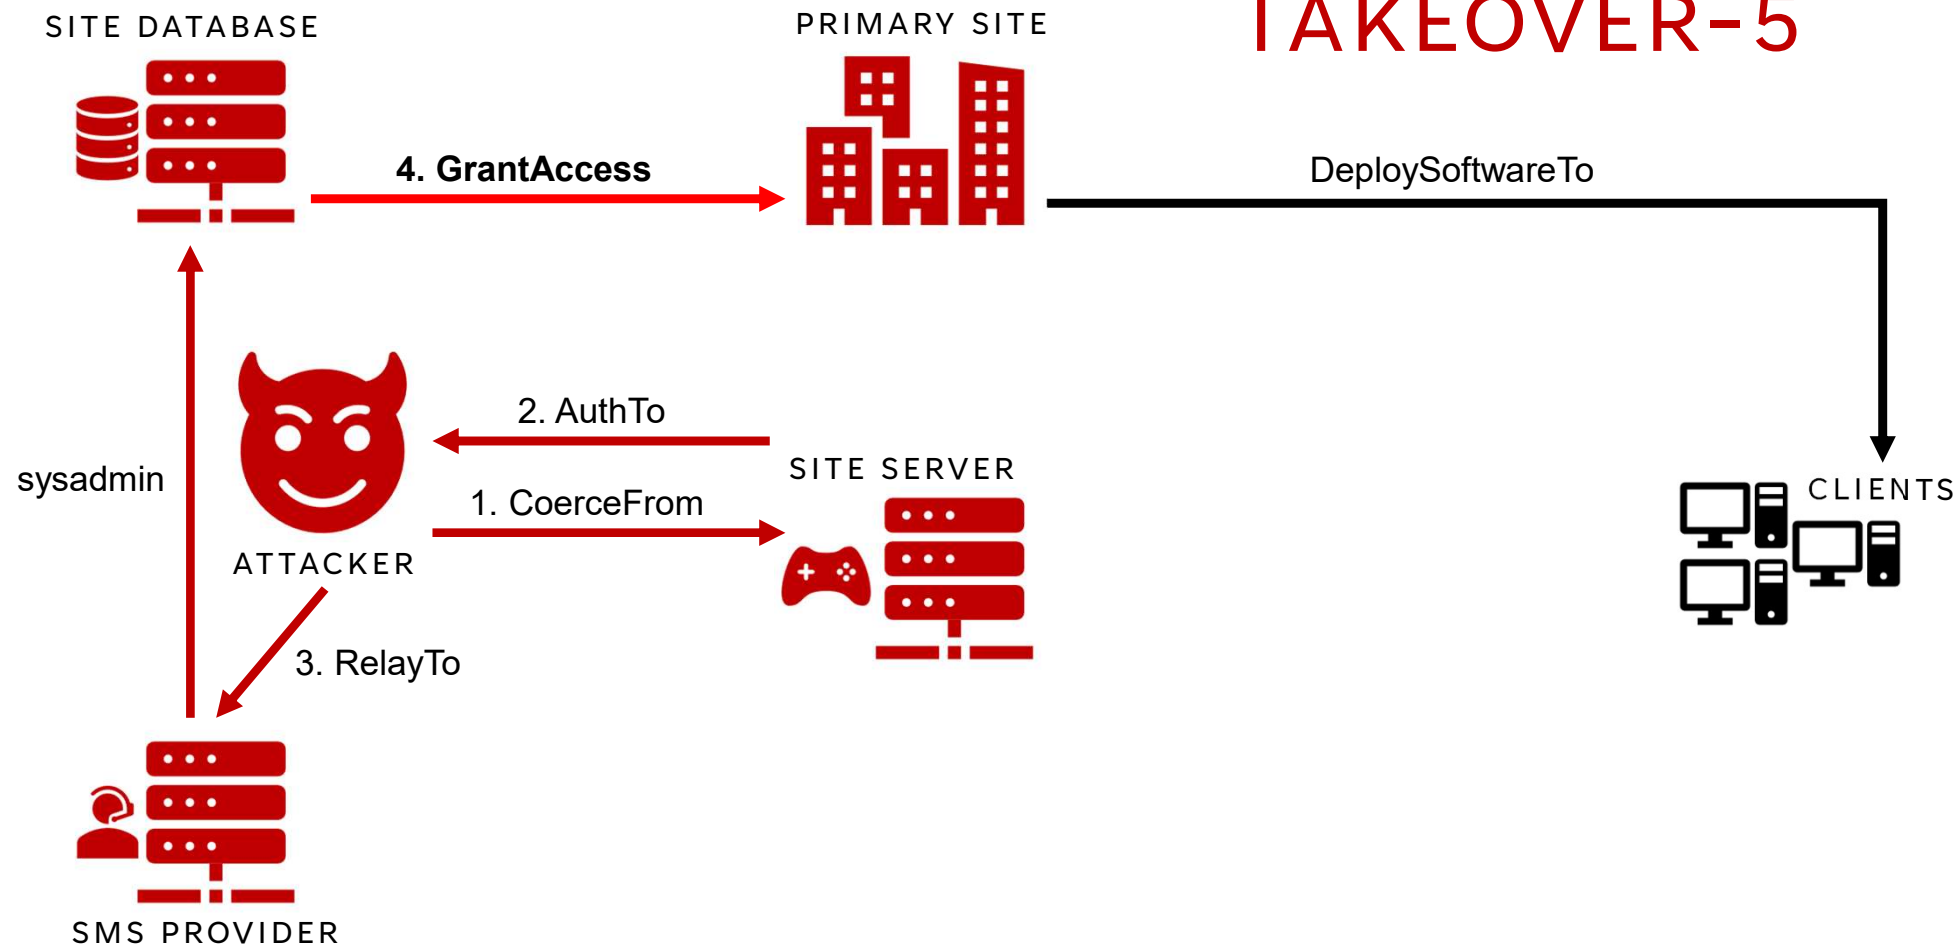 TAKEOVER-5
SITE DATABASE
PRIMARY SITE
4. GrantAccess
DeploySoftwareTo
2. AuthTo
SITE SERVER
sysadmin
1. CoerceFrom
CLIENTS
ATTACKER
3. RelayTo
SMS PROVIDER